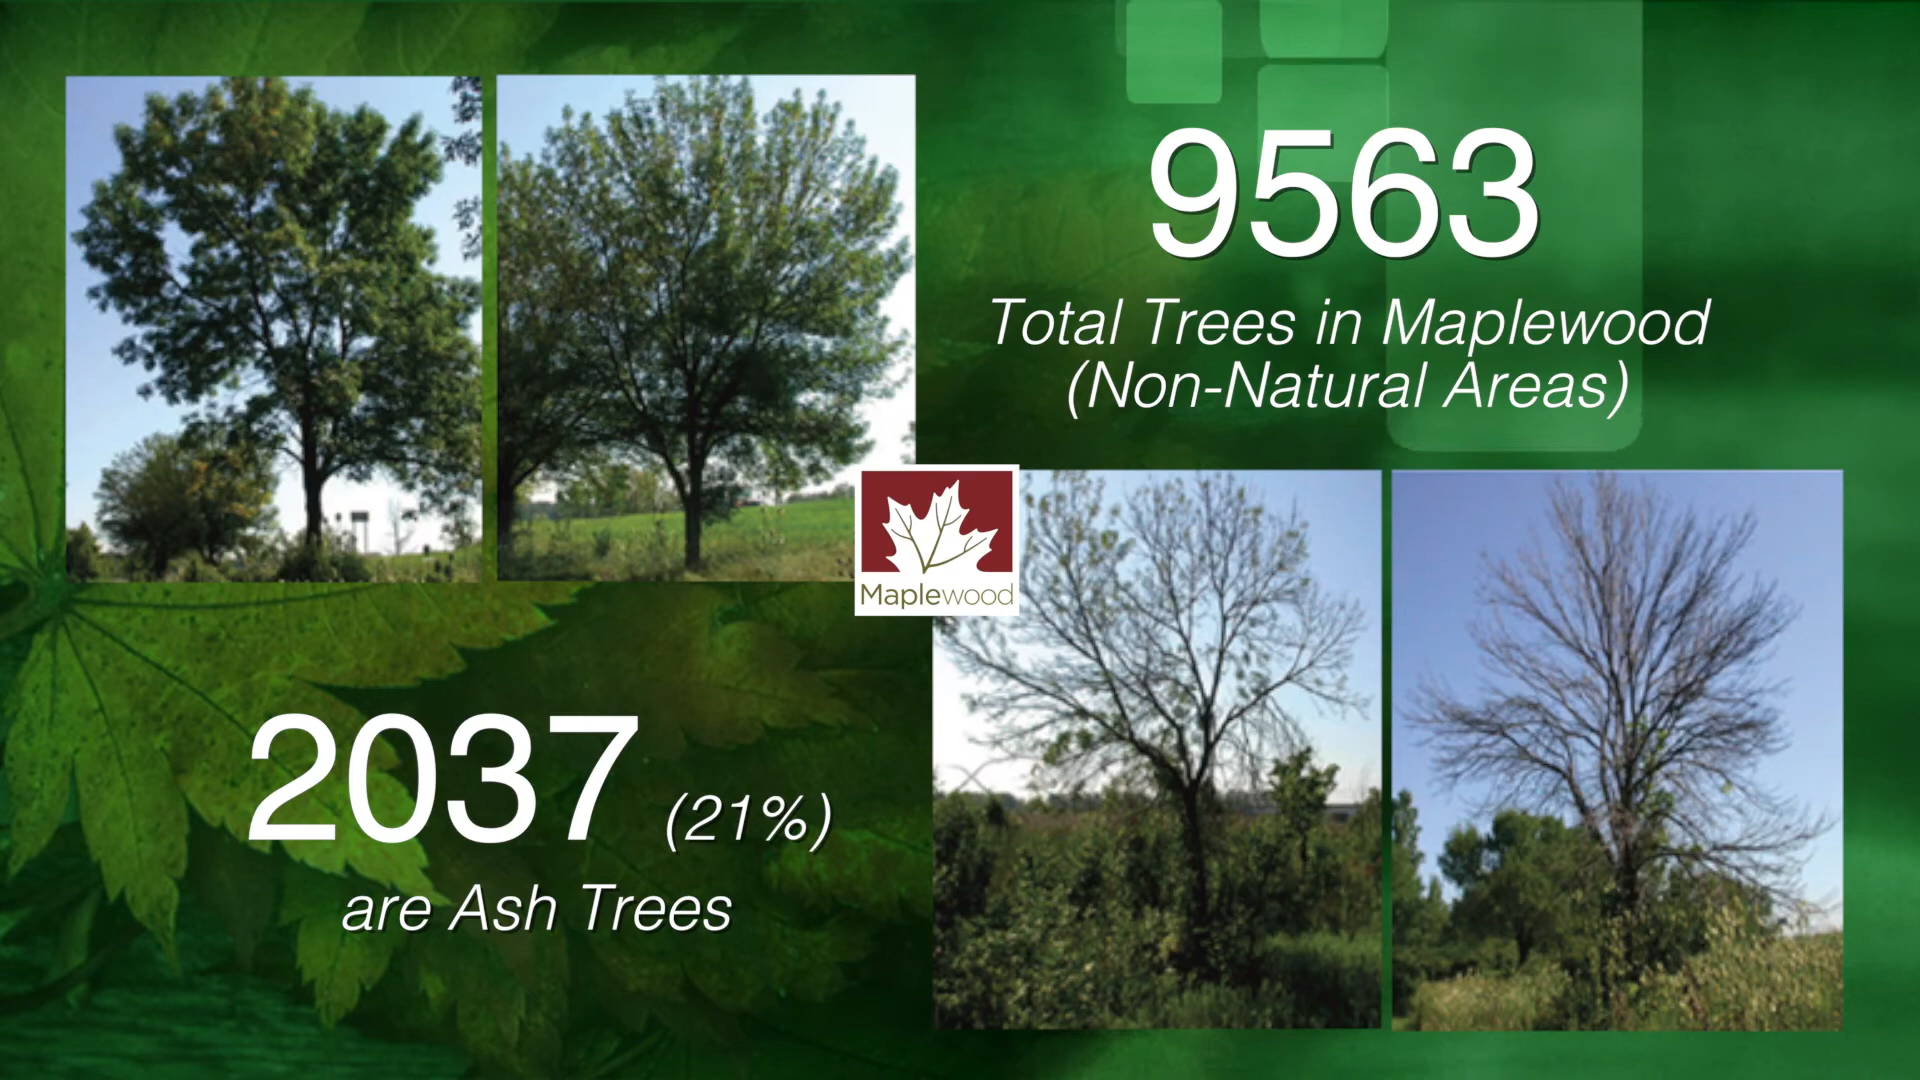 9563
Total Trees in Maplewood
(Non-Natural Areas)
Maplewood
2037 (21%)
are Ash Trees